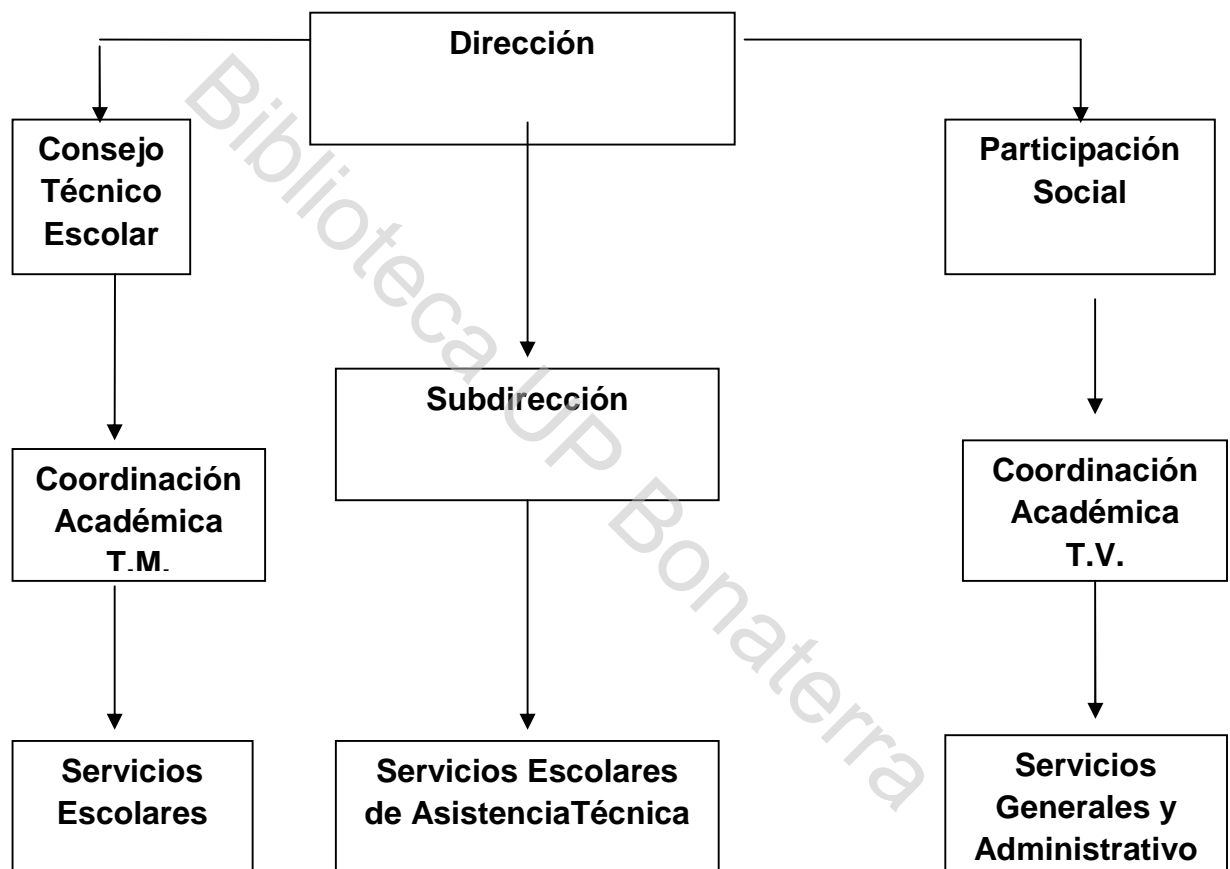 Dirección
Consejo
Técnico
Escolar
Participación
Social
Subdirección
Coordinación
Académica
T.M.
Coordinación
Académica
T.V.
Servicios
Escolares
Servicios Escolares
de AsistenciaTécnica
Servicios
Generales y
Administrativo
Biblioteca UP Bonaterra